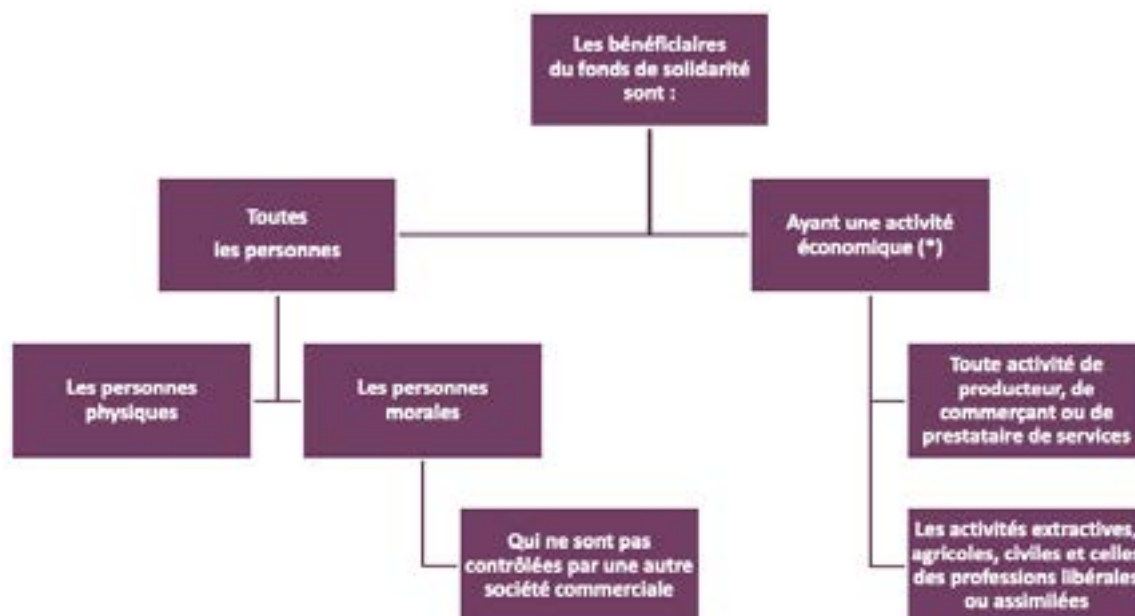 Les bénéficiaires
du fonds de solidarité
sont :
Toutes
les personnes
Ayant une activité
économique (*)
Les personnes
physiques
Les personnes
morales
Toute activité de
producteur, de
commerçant ou de
prestataire de services
Qui ne sont pas
contrôlées par une autre
société commerciale
Les activités extractives,
agricoles, civiles et celles
des professions libérales
ou assimilées